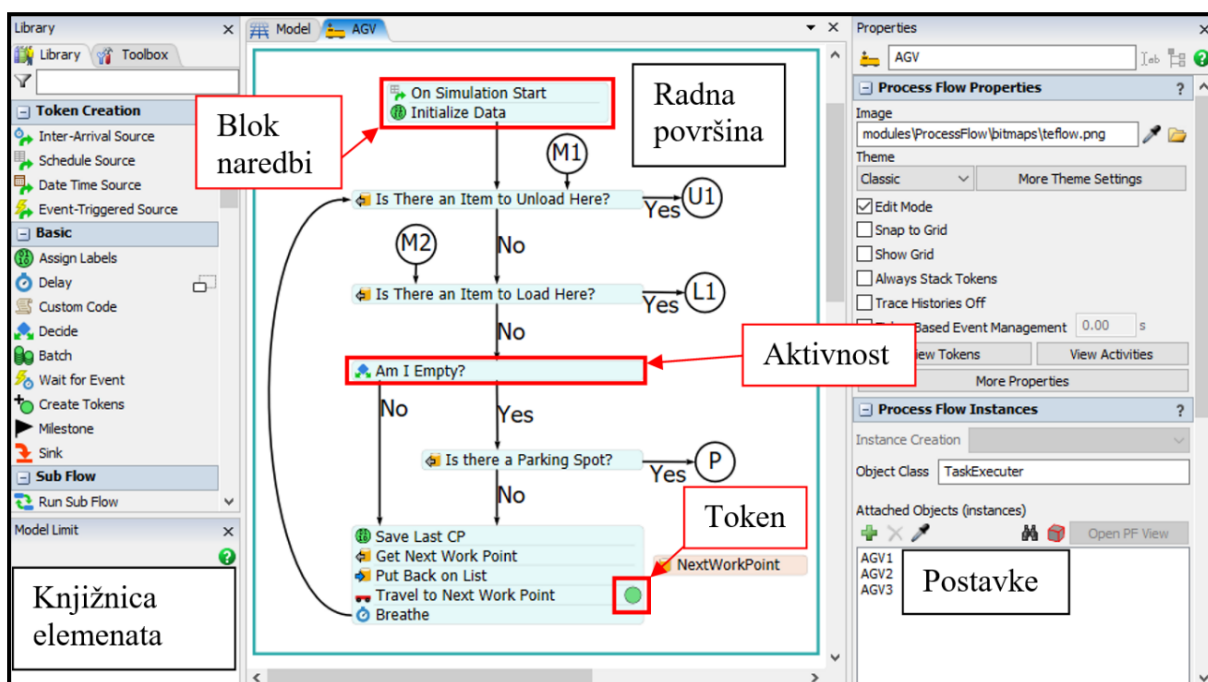 Library
Library
Toolbox
Token Creation
Inter-Arrival Source
Schedule Source
Date Time Source
Event-Triggered Source
Basic
Assign Labels
Delay
Custom Code
Decide
Batch
Wait for Event
Create Tokens
Milestone
Sink
Sub Flow
Run Sub Flow
Model Limit
Knjižnica
elemenata
Blok
naredbi
Model
AGV
On Simulation Start
Initialize Data
Radna
površina
M1
Is There an Item to Unload Here?
Yes
U1
No
M2
Is There an Item to Load Here?
Yes
L1
No
Aktivnost
Am I Empty?
No
Yes
Is there a Parking Spot?
Yes
P
No
Token
Save Last CP
Get Next Work Point
Put Back on List
Travel to Next Work Point
Breathe
NextWorkPoint
Properties
AGV
Process Flow Properties
Image
modules\ProcessFlow\bitmaps\teflow.png
Theme
Classic
More Theme Settings
Edit Mode
Snap to Grid
Show Grid
Always Stack Tokens
Trace Histories Off
Based Event Management
0.00
s
Tokens
View Activities
More Properties
Process Flow Instances
Instance Creation
Object Class
TaskExecuter
Attached Objects (instances)
Open PF View
AGV1
AGV2
AGV3
Postavke